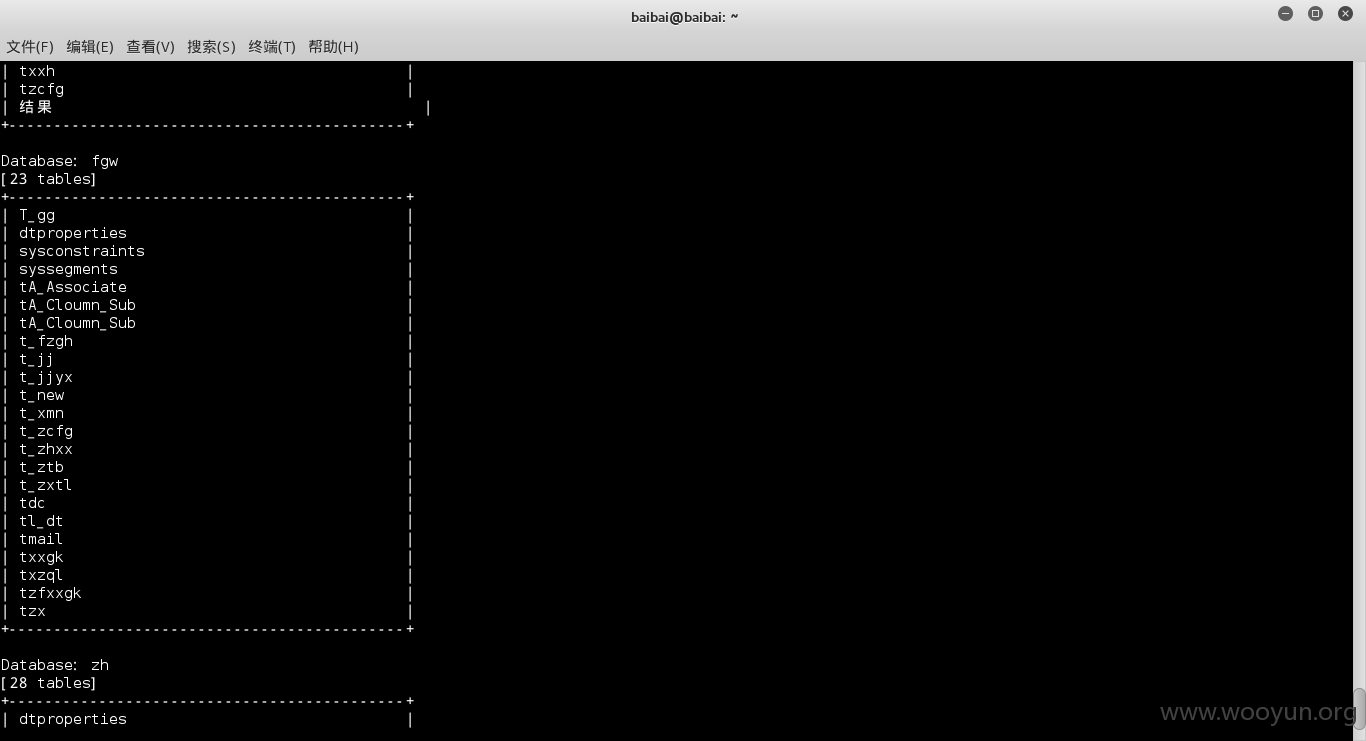 baibai@baibai: ~
文件(F) 编辑(E) 查看(V) 搜索(S) 终端(T) 帮助(H)
| txxh |
| tzcfg |
| 结果 |
+--------------------------------------------+
Database: fgw
[23 tables]
+--------------------------------------------+
| T_gg |
| dtproperties |
| sysconstraints |
| syssegments |
| tA_Associate |
| tA_Cloumn_Sub |
| tA_Cloumn_Sub |
| t_fzgh |
| t_jj |
| t_jjyx |
| t_new |
| t_xmn |
| t_zcfg |
| t_zhxx |
| t_ztb |
| t_zxtl |
| tdc |
| tl_dt |
| tmail |
| txxgk |
| txzql |
| tzfxxgk |
| tzx |
+--------------------------------------------+
Database: zh
[28 tables]
+--------------------------------------------+
| dtproperties |
www.wooyun.org